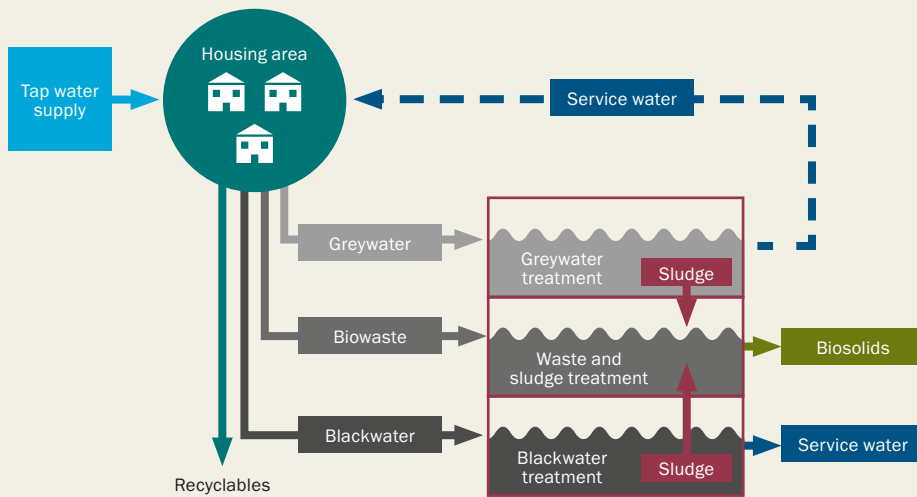 Housing area
Tap water
supply
Service water
Greywater
Greywater
treatment
Sludge
Biowaste
Waste and
sludge treatment
Biosolids
Blackwater
Blackwater
treatment
Sludge
Service water
Recyclables